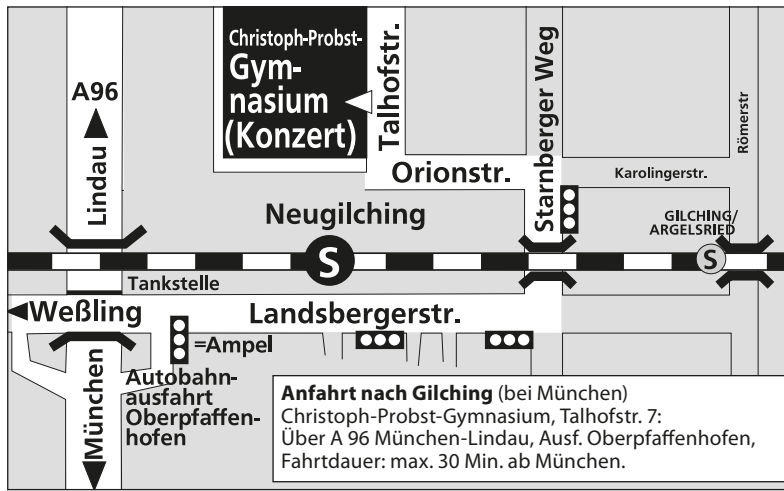 Christoph-Probst-
Gym-
nasium
(Konzert)
Talhofstr.
A96
Lindau
Orionstr.
Starnberger Weg
Römerstr
Karolingerstr.
Neugilching
GILCHING/
ARGELSRIED
S
S
Tankstelle
Weßling
Landsbergerstr.
=Ampel
München
Autobahn-
ausfahrt
Oberpfaffen-
hofen
Anfahrt nach Gilching (bei München)
Christoph-Probst-Gymnasium, Talhofstr. 7:
Über A 96 München-Lindau, Ausf. Oberpfaffenhofen,
Fahrtdauer: max. 30 Min. ab München.